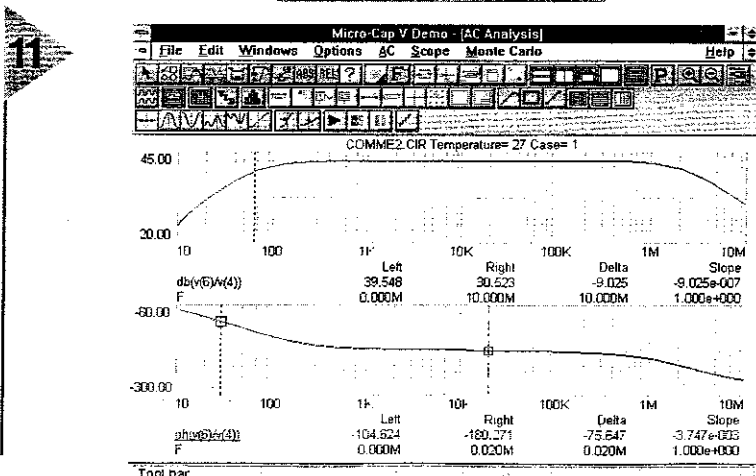 11
Micro-Cap V Demo - [AC Analysis]
File Edit Windows Options AC Scope Monte Carlo Help
COMME2.CIR Temperature= 27 Case= 1
45.00
20.00
10 100 1K 10K 100K 1M 10M
Left Right Delta Slope
db(v(6)/v(4)) 39.548 30.523 -9.025 -9.025e-007
F 0.000M 10.000M 10.000M 1.000e+000
-60.00
-300.00
10 100 1K 10K 100K 1M 10M
Left Right Delta Slope
ph(v(6)/v(4)) -104.624 -180.271 -75.647 -3.747e-003
F 0.000M 0.020M 0.020M 1.000e+000
Tool bar